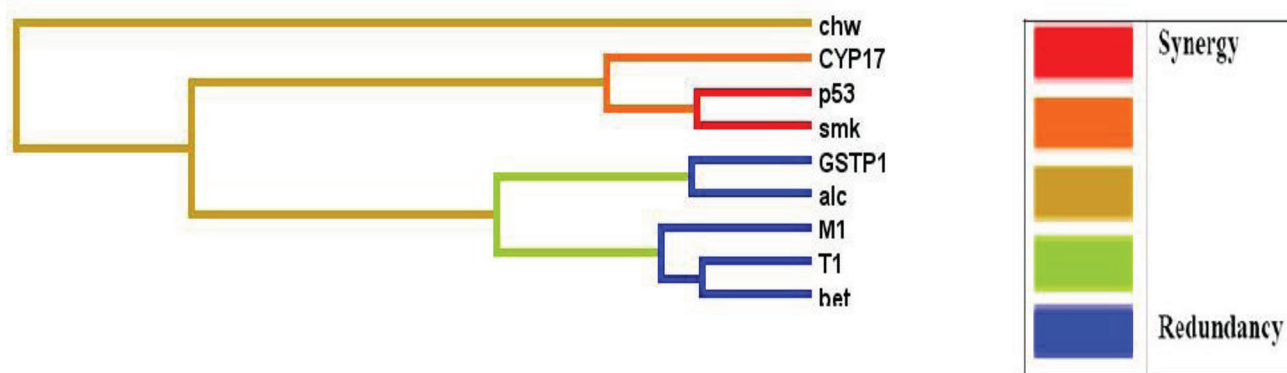 chw
CYP17
p53
smk
GSTP1
alc
M1
T1
bet
Synergy
Redundancy